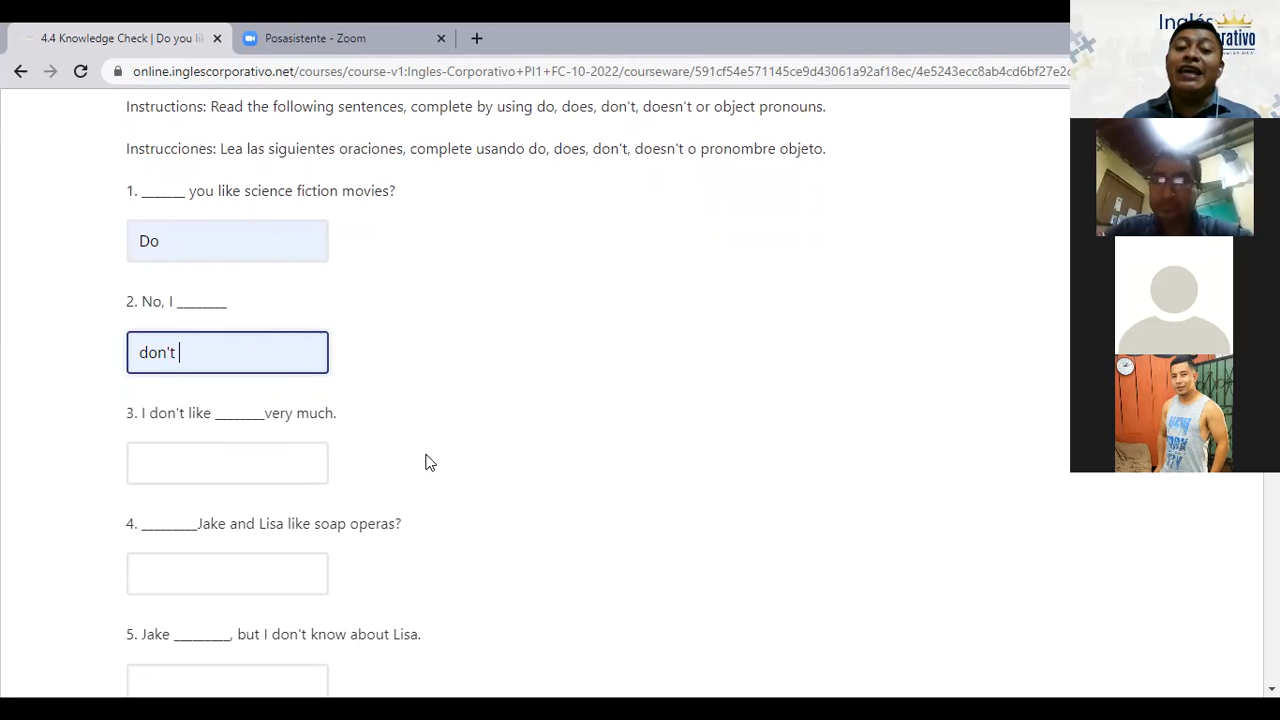 4.4 Knowledge Check | Do you li
Posasistente - Zoom
online.inglescorporativo.net/courses/course-v1:Ingles-Corporativo+PI1+FC-10-2022/courseware/591cf54e571145ce9d43061a92af18ec/4e5243ecc8ab4cd6bf27e2c
Instructions: Read the following sentences, complete by using do, does, don't, doesn't or object pronouns.
Instrucciones: Lea las siguientes oraciones, complete usando do, does, don't, doesn't o pronombre objeto.
1. ______ you like science fiction movies?
Do
2. No, I _______
don't
3. I don't like _______very much.
4. ________Jake and Lisa like soap operas?
5. Jake ________, but I don't know about Lisa.
Inglés
rativo